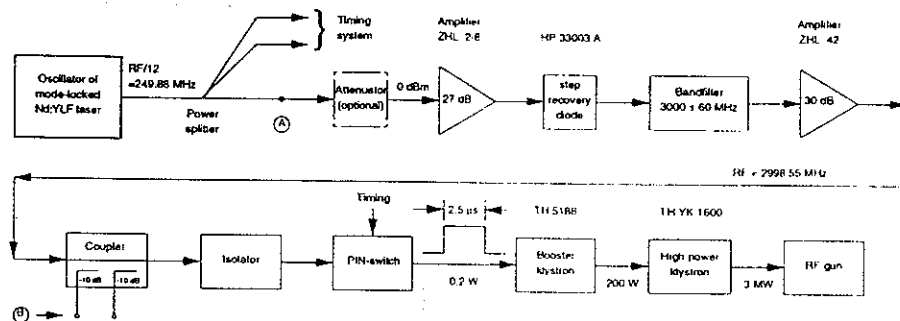 Timing
system
Amplifier
ZHL 2-8
HP 33003 A
Amplifier
ZHL 42
Oscillator of
mode-locked
Nd:YLF laser
RF/12
=249.88 MHz
Power
splitter
A
Attenuator
(optional)
0 dBm
27 dB
step
recovery
diode
Bandfilter
3000 ± 60 MHz
30 dB
RF = 2998.55 MHz
Timing
2.5 µs
TH 5188
TH YK 1600
Coupler
-10 dB
-10 dB
Isolator
PIN-switch
0.2 W
Booster
klystron
200 W
High power
klystron
3 MW
RF gun
B